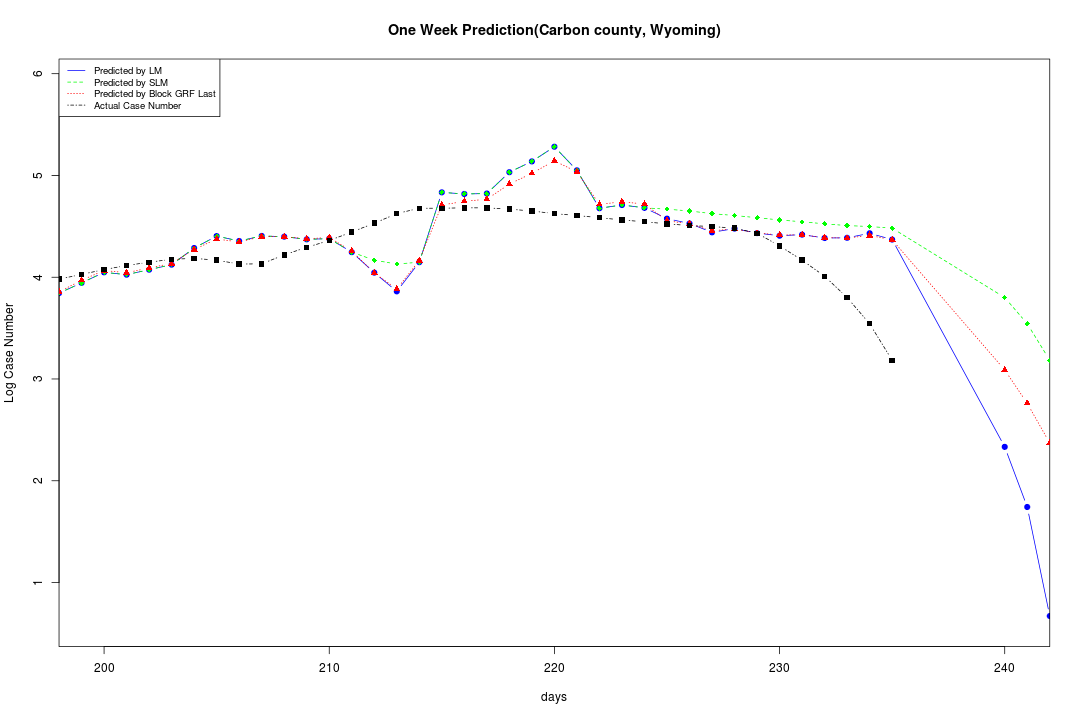 One Week Prediction(Carbon county, Wyoming)
Predicted by LM
Predicted by SLM
Predicted by Block GRF Last
Actual Case Number
6
5
4
3
2
1
Log Case Number
200 210 220 230 240
days